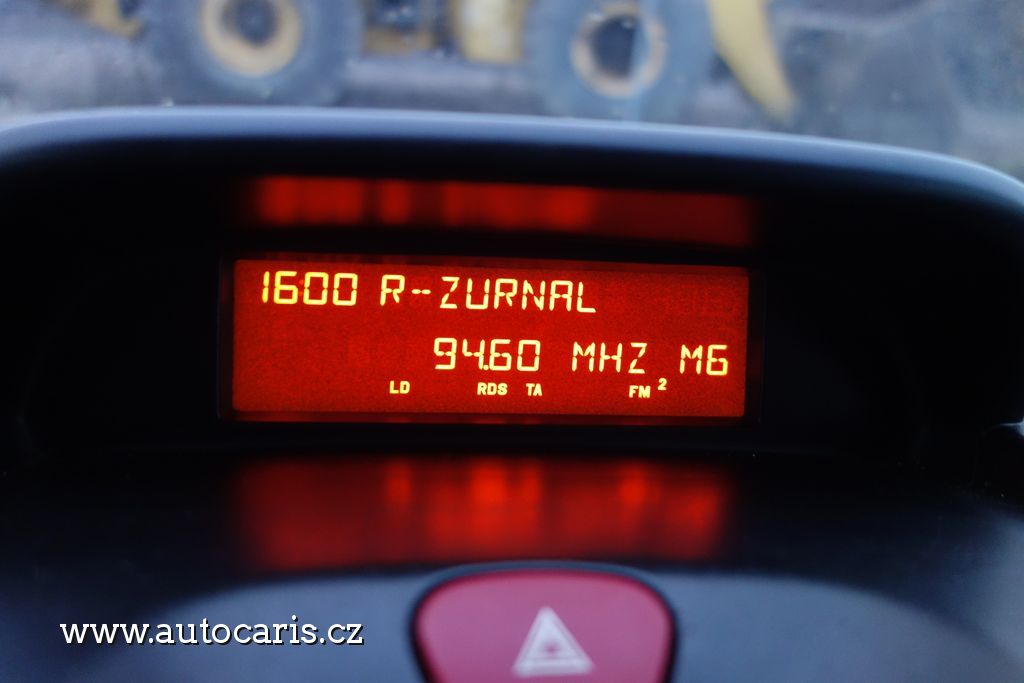 1600 R-ZURNAL
94.60 MHZ M6
LD RDS TA FM 2
www.autocaris.cz